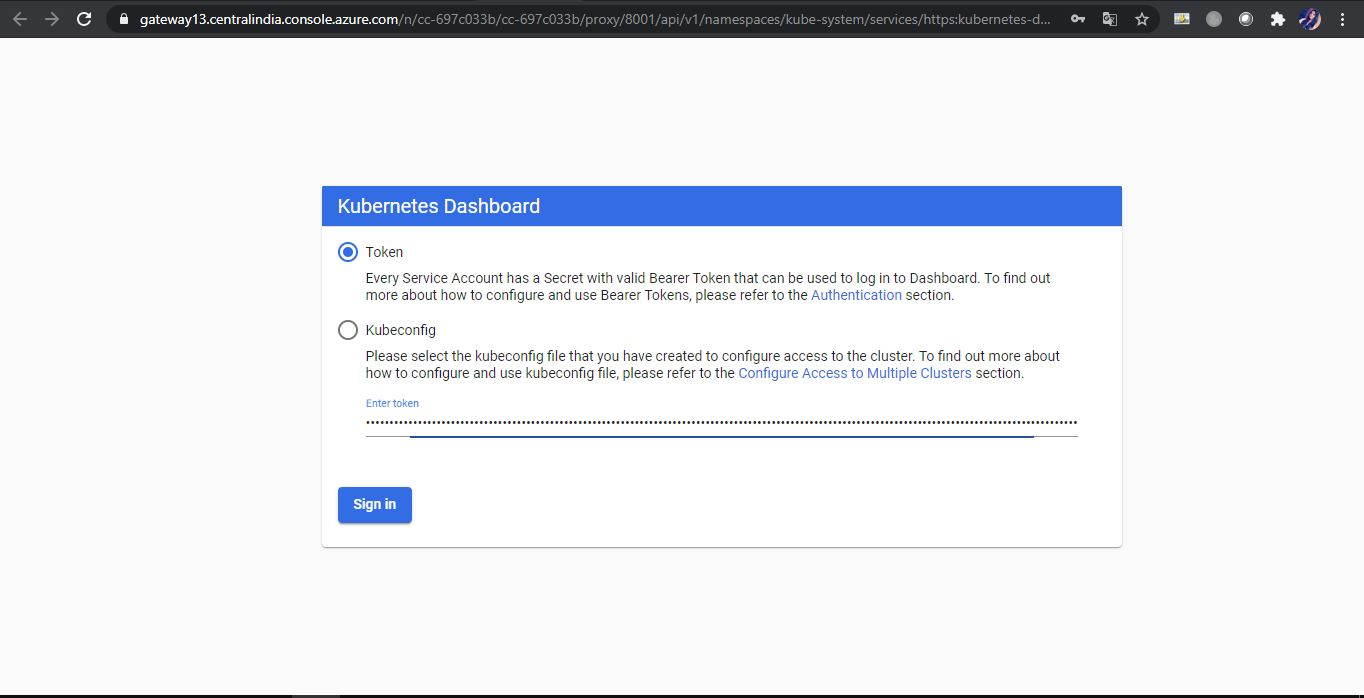 gateway13.centralindia.console.azure.com/n/cc-697c033b/cc-697c033b/proxy/8001/api/v1/namespaces/kube-system/services/https:kubernetes-d...
Kubernetes Dashboard
Token
Every Service Account has a Secret with valid Bearer Token that can be used to log in to Dashboard. To find out
more about how to configure and use Bearer Tokens, please refer to the Authentication section.
Kubeconfig
Please select the kubeconfig file that you have created to configure access to the cluster. To find out more about
how to configure and use kubeconfig file, please refer to the Configure Access to Multiple Clusters section.
Enter token
Sign in